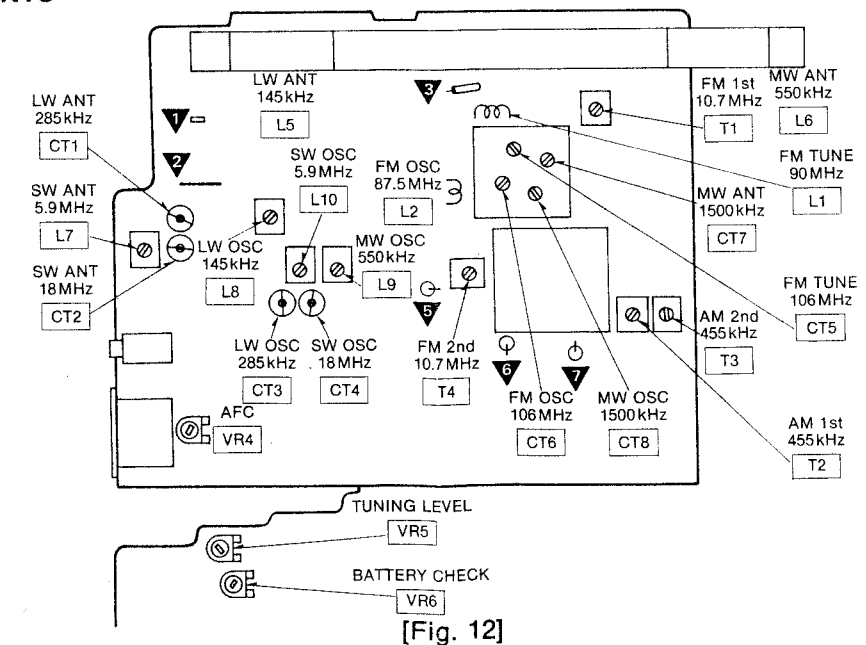 LW ANT
285kHz
CT1
SW ANT
5.9MHz
L7
SW ANT
18MHz
CT2
1
2
LW ANT
145kHz
L5
3
FM 1st
10.7MHz
T1
MW ANT
550kHz
L6
FM TUNE
90MHz
L1
SW OSC
5.9MHz
L10
FM OSC
87.5MHz
L2
MW ANT
1500kHz
CT7
LW OSC
145kHz
L8
MW OSC
550kHz
L9
5
FM TUNE
106MHz
CT5
AM 2nd
455kHz
T3
LW OSC
285kHz
CT3
SW OSC
18MHz
CT4
FM 2nd
10.7MHz
T4
6
7
FM OSC
106MHz
CT6
MW OSC
1500kHz
CT8
AM 1st
455kHz
T2
AFC
VR4
TUNING LEVEL
VR5
BATTERY CHECK
VR6
[Fig. 12]